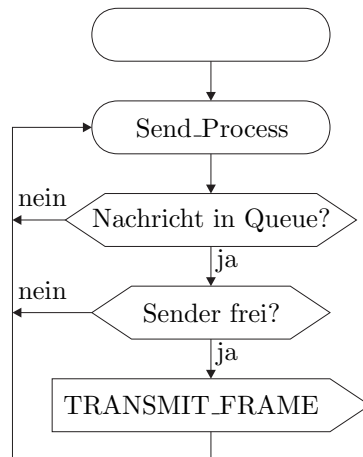 Send_Process
nein
Nachricht in Queue?
ja
nein
Sender frei?
ja
TRANSMIT_FRAME